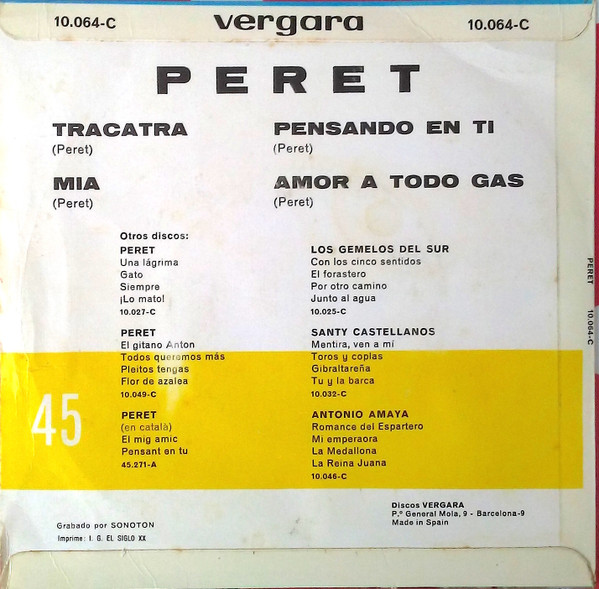 10.064-C vergara 10.064-C
PERET
TRACATRA
(Peret)
MIA
(Peret)
PENSANDO EN TI
(Peret)
AMOR A TODO GAS
(Peret)
Otros discos:
PERET
Una lágrima
Gato
Siempre
¡Lo mato!
10.027-C
PERET
El gitano Anton
Todos queremos más
Pleitos tengas
Flor de azalea
10.049-C
PERET
(en català)
El mig amic
Pensant en tu
45.271-A
LOS GEMELOS DEL SUR
Con los cinco sentidos
El forastero
Por otro camino
Junto al agua
10.025-C
SANTY CASTELLANOS
Mentira, ven a mí
Toros y coplas
Gibraltareña
Tu y la barca
10.032-C
ANTONIO AMAYA
Romance del Espartero
Mi emperaora
La Medallona
La Reina Juana
10.046-C
45
Discos VERGARA
P.º General Mola, 9 - Barcelona-9
Made in Spain
Grabado por SONOTON
Imprime: I. G. EL SIGLO XX
PERET 10.064-C